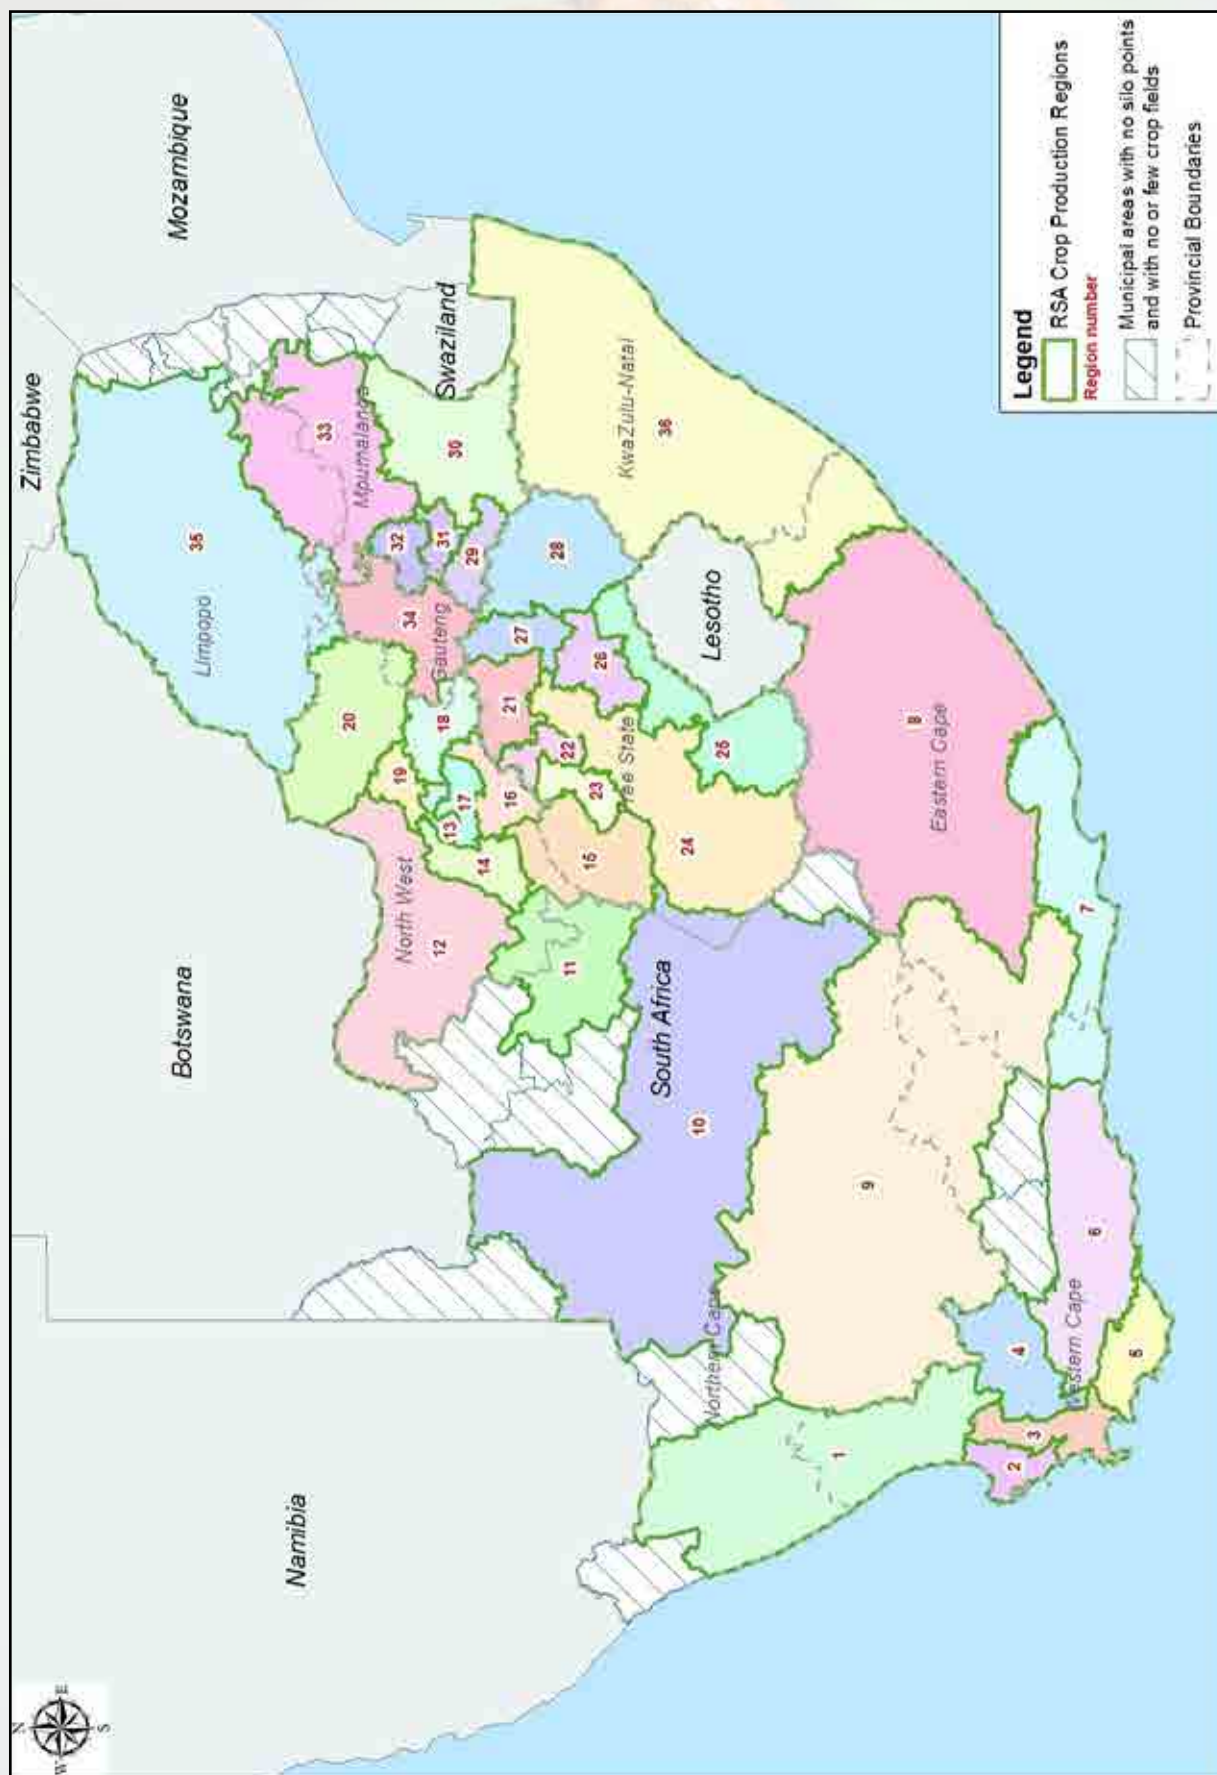 N
W E
S
Zimbabwe
Namibia
Botswana
Mozambique
Limpopo
35
33
Mpumalanga
20
North West
12
19
32
34
18
Gauteng
31
Swaziland
13
17
30
14
29
16
21
27
11
22
28
15
23
26
ree State
KwaZulu-Natal
36
South Africa
24
10
Lesotho
25
Northern Cape
1
9
8
Eastern Cape
2
3
4
Western Cape
7
6
5
Legend
RSA Crop Production Regions
Region number
Municipal areas with no silo points
and with no or few crop fields
Provincial Boundaries